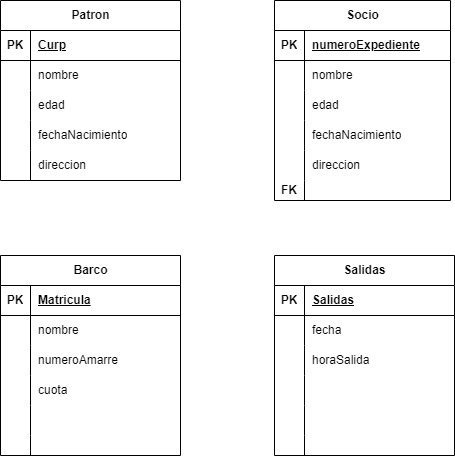 Patron
PK Curp
nombre
edad
fechaNacimiento
direccion
Socio
PK numeroExpediente
nombre
edad
fechaNacimiento
direccion
FK
Barco
PK Matricula
nombre
numeroAmarre
cuota
Salidas
PK Salidas
fecha
horaSalida